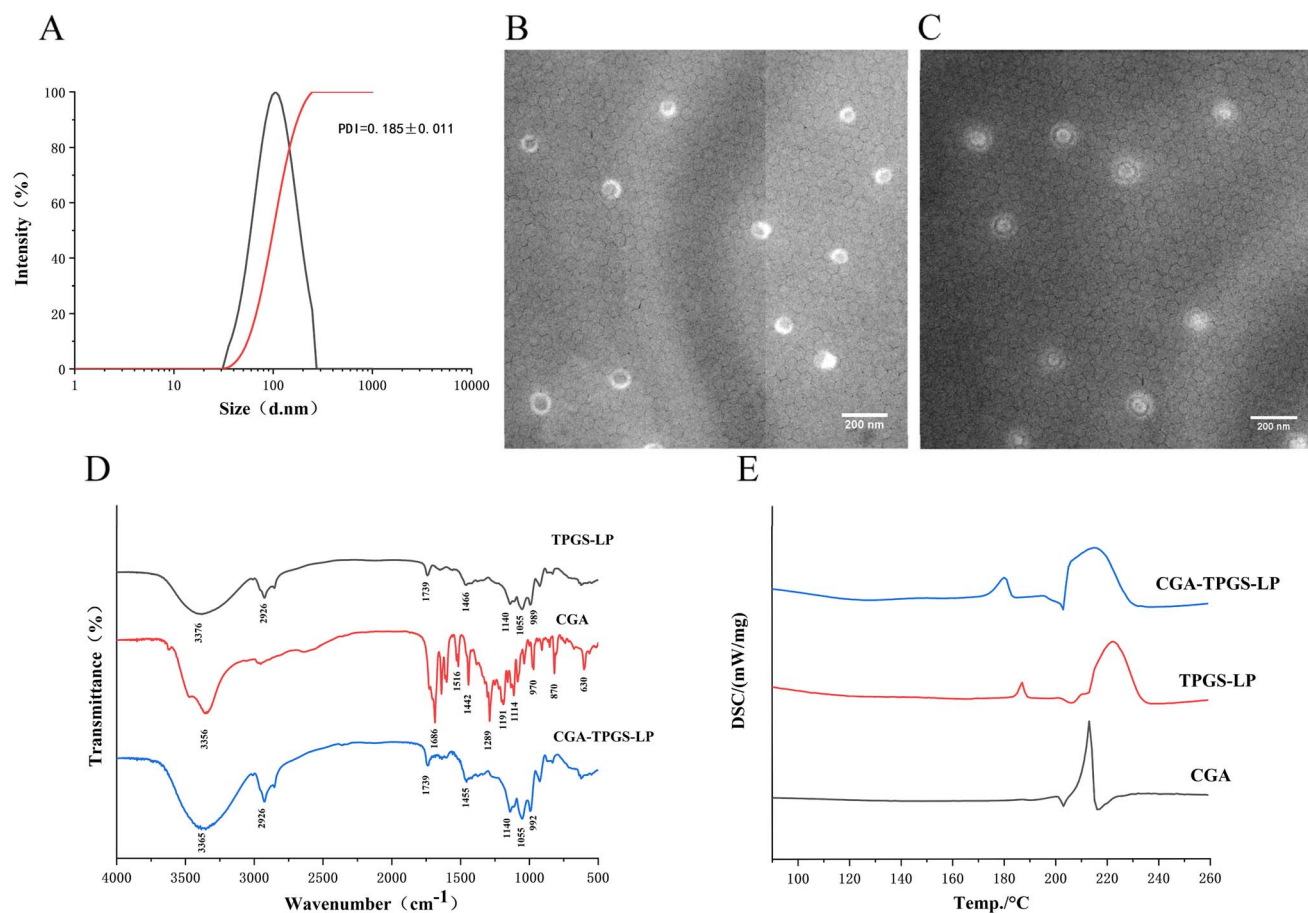 A
Intensity（%）
100
80
60
40
20
0
PDI=0.185±0.011
1
10
100
1000
10000
Size（d.nm）
B
200 nm
C
200 nm
D
Transmittance（%）
TPGS-LP
3376
2926
1739
1466
1140
1055
989
CGA
3356
1686
1516
1442
1289
1191
1114
970
870
630
CGA-TPGS-LP
3365
2926
1739
1455
1140
1055
992
4000
3500
3000
2500
2000
1500
1000
500
Wavenumber（cm-1）
E
DSC/(mW/mg)
CGA-TPGS-LP
TPGS-LP
CGA
100
120
140
160
180
200
220
240
260
Temp./°C